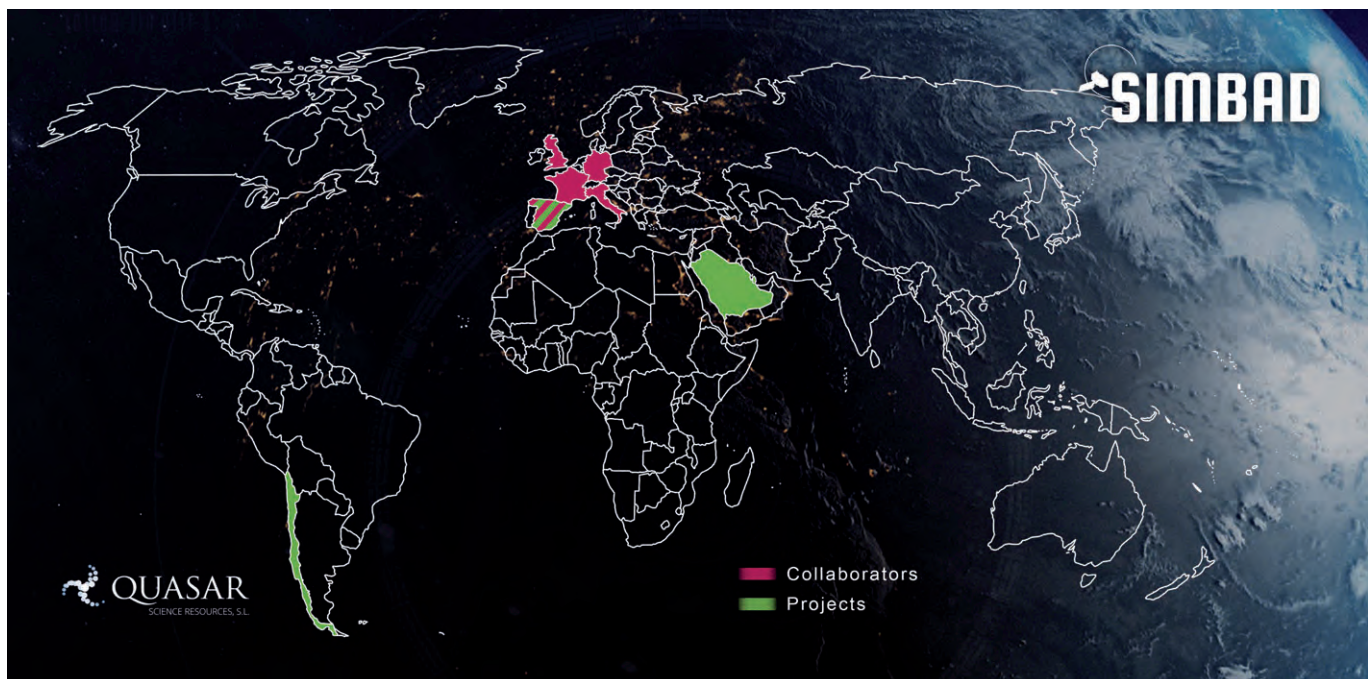 SIMBAD
QUASAR
SCIENCE RESOURCES, S.L.
Collaborators
Projects